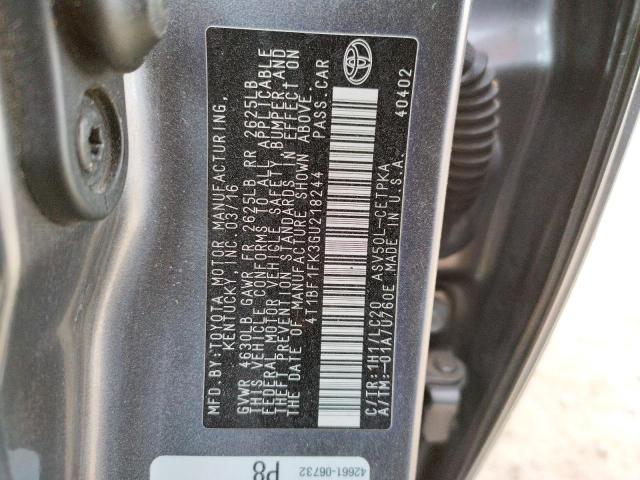 MFD.BY:TOYOTA MOTOR MANUFACTURING,
KENTUCKY, INC. 03/16
GVWR 4630LB GAWR FR 2625LB RR 2625LB
THIS VEHICLE CONFORMS TO ALL APPLICABLE
FEDERAL MOTOR VEHICLE SAFETY BUMPER,AND
THEFT PREVENTION STANDARDS IN EFFECT ON
THE DATE OF MANUFACTURE SHOWN ABOVE.
4T1BF1FK3GU218244 PASS. CAR
C/TR:1H1/LC20 ASV50L-CETPKA
A/TM:-01A/U760E MADE IN U.S.A.
40402
42661-06732
P8